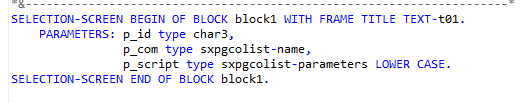 *&---------------------------------------------------------------------*
SELECTION-SCREEN BEGIN OF BLOCK block1 WITH FRAME TITLE TEXT-t01.
PARAMETERS: p_id type char3,
p_com type sxpgcolist-name,
p_script type sxpgcolist-parameters LOWER CASE.
SELECTION-SCREEN END OF BLOCK block1.